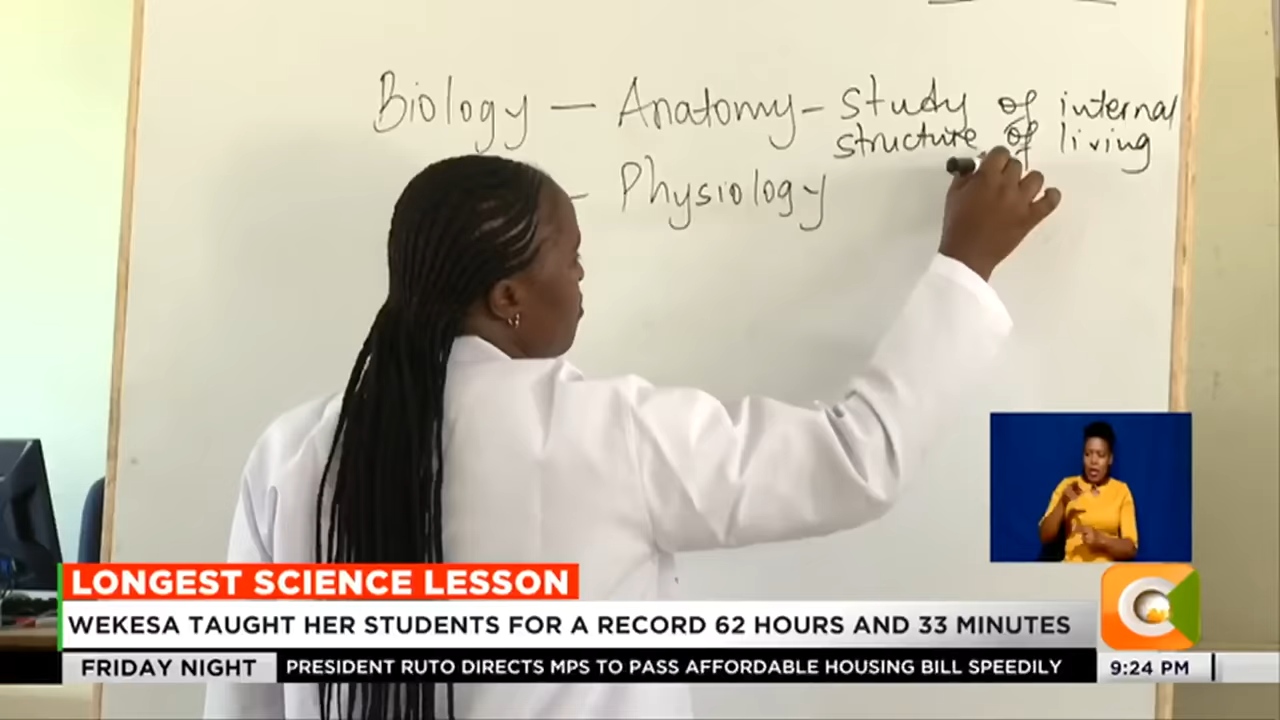 Biology — Anatomy – study of internal
structure of living
– Physiology
LONGEST SCIENCE LESSON
WEKESA TAUGHT HER STUDENTS FOR A RECORD 62 HOURS AND 33 MINUTES
FRIDAY NIGHT PRESIDENT RUTO DIRECTS MPS TO PASS AFFORDABLE HOUSING BILL SPEEDILY 9:24 PM